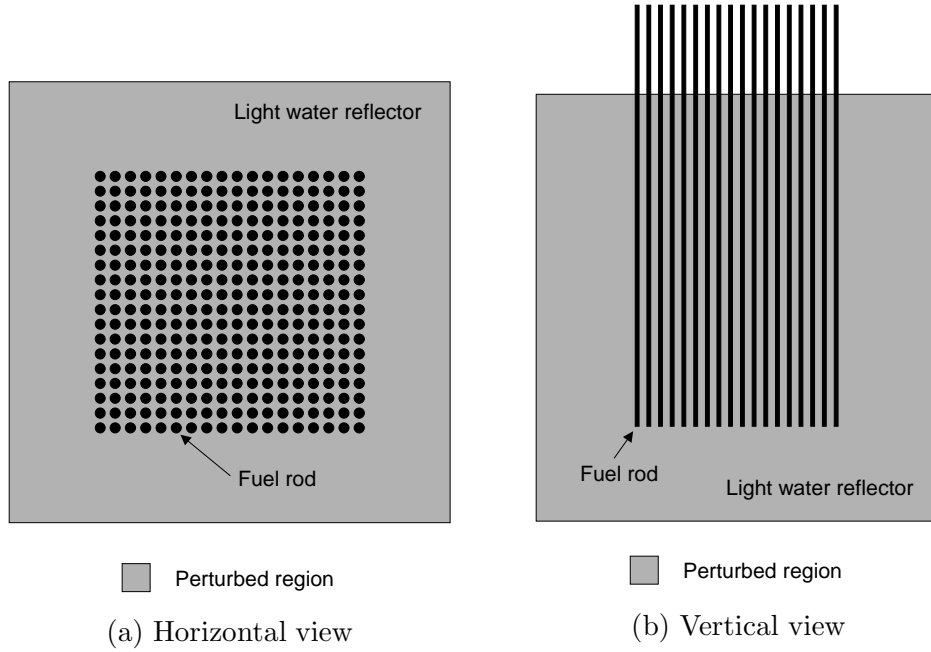 Light water reflector
Fuel rod
Perturbed region
(a) Horizontal view
Fuel rod
Light water reflector
Perturbed region
(b) Vertical view